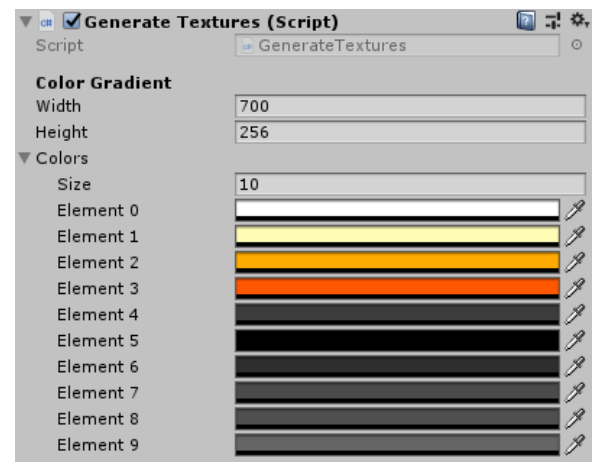 Generate Textures (Script)
Script GenerateTextures
Color Gradient
Width 700
Height 256
Colors
Size 10
Element 0
Element 1
Element 2
Element 3
Element 4
Element 5
Element 6
Element 7
Element 8
Element 9